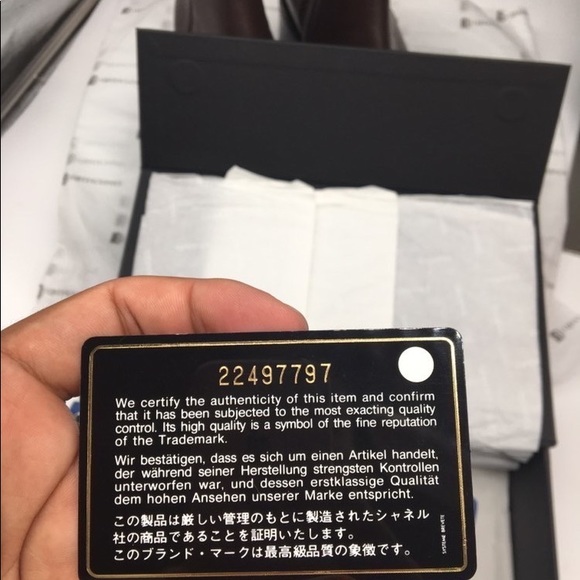 22497797
We certify the authenticity of this item and confirm
that it has been subjected to the most exacting quality
control. Its high quality is a symbol of the fine reputation
of the Trademark.
Wir bestätigen, dass es sich um einen Artikel handelt,
der während seiner Herstellung strengsten Kontrollen
unterworfen war, und dessen erstklassige Qualität
dem hohen Ansehen unserer Marke entspricht.
この製品は厳しい管理のもとに製造されたシャネル
社の商品であることを証明いたします。
このブランド・マークは最高級品質の象徴です。
SYSTEME BREVETE